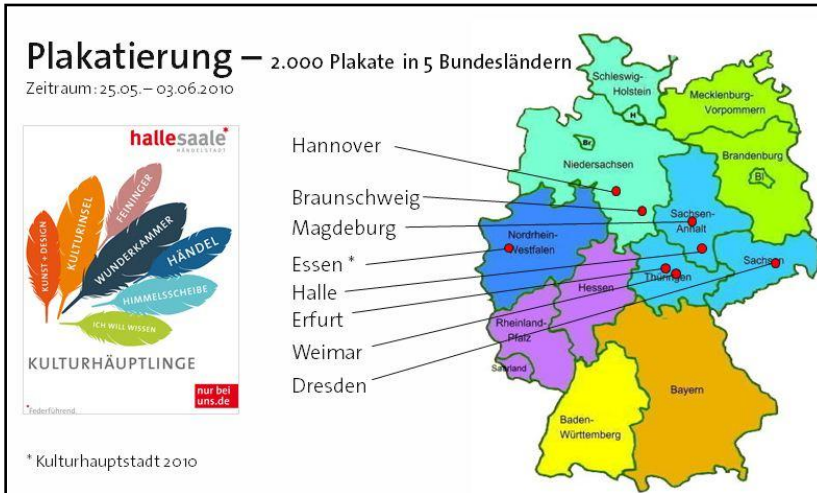 Plakatierung – 2.000 Plakate in 5 Bundesländern
Zeitraum: 25.05. – 03.06.2010
hallesaale*
HÄNDELSTADT
KUNST + DESIGN
KULTURINSEL
FEININGER
WUNDERKAMMER
HÄNDEL
HIMMELSSCHEIBE
ICH WILL WISSEN
KULTURHÄUPTLINGE
nur bei
uns.de
*Federführend.
* Kulturhauptstadt 2010
Hannover
Braunschweig
Magdeburg
Essen *
Halle
Erfurt
Weimar
Dresden
Schleswig-
Holstein
H
Mecklenburg-
Vorpommern
Br
Niedersachsen
Brandenburg
Bl
Sachsen-
Anhalt
Nordrhein-
Westfalen
Sachsen
Thüringen
Hessen
Rheinland-
Pfalz
Saarland
Bayern
Baden-
Württemberg